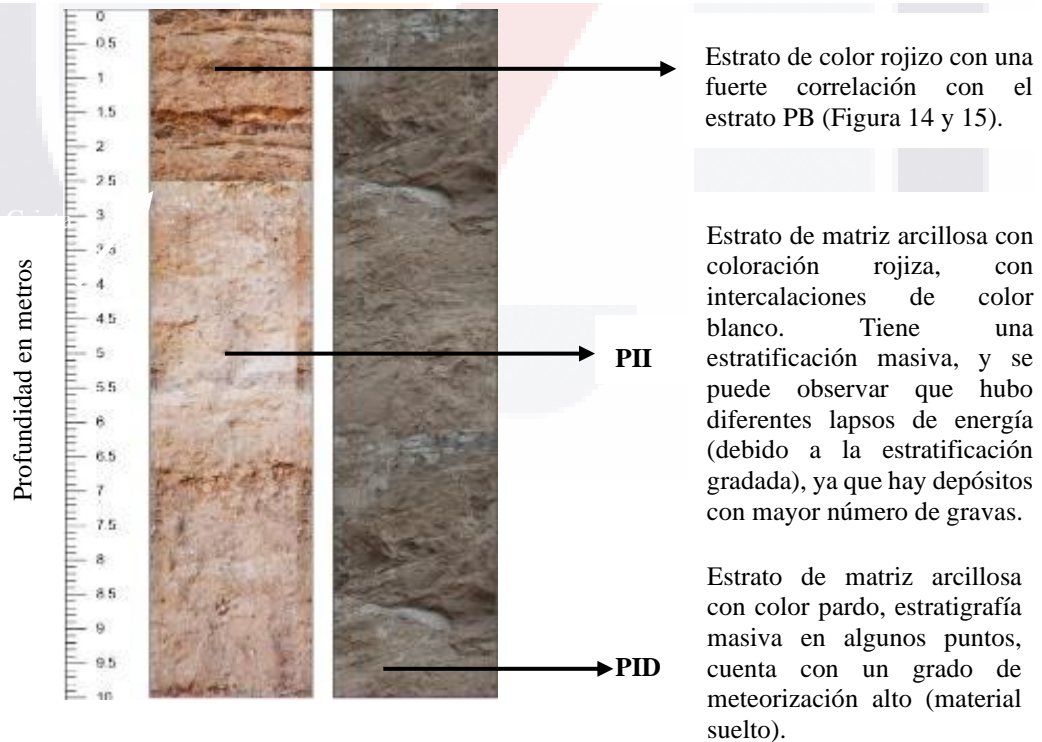 0
0.5
1
1.5
2
2.5
3
4
4.5
5
5.5
6
6.5
7
7.5
8
8.5
9
9.5
10
Profundidad en metros
Estrato de color rojizo con una
fuerte correlación con el
estrato PB (Figura 14 y 15).
PII
Estrato de matriz arcillosa con
coloración rojiza, con
intercalaciones de color
blanco. Tiene una
estratificación masiva, y se
puede observar que hubo
diferentes lapsos de energía
(debido a la estratificación
gradada), ya que hay depósitos
con mayor número de gravas.
PID
Estrato de matriz arcillosa
con color pardo, estratigrafía
masiva en algunos puntos,
cuenta con un grado de
meteorización alto (material
suelto).